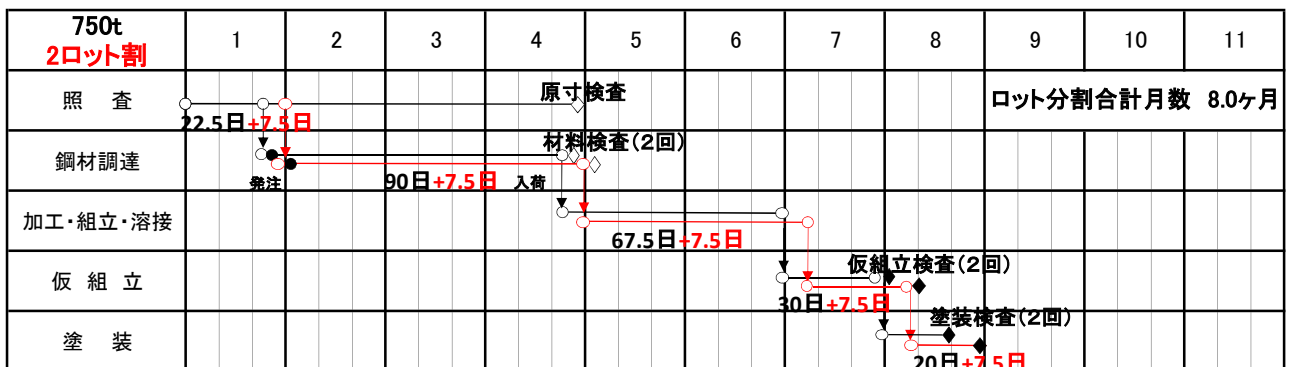 750t
2ロット割
1 2 3 4 5 6 7 8 9 10 11
照 査
原寸検査
ロット分割合計月数 8.0ヶ月
22.5日+7.5日
鋼材調達
材料検査(2回)
発注
90日+7.5日
入荷
加工・組立・溶接
67.5日+7.5日
仮 組 立
仮組立検査(2回)
30日+7.5日
塗 装
塗装検査(2回)
20日+7.5日